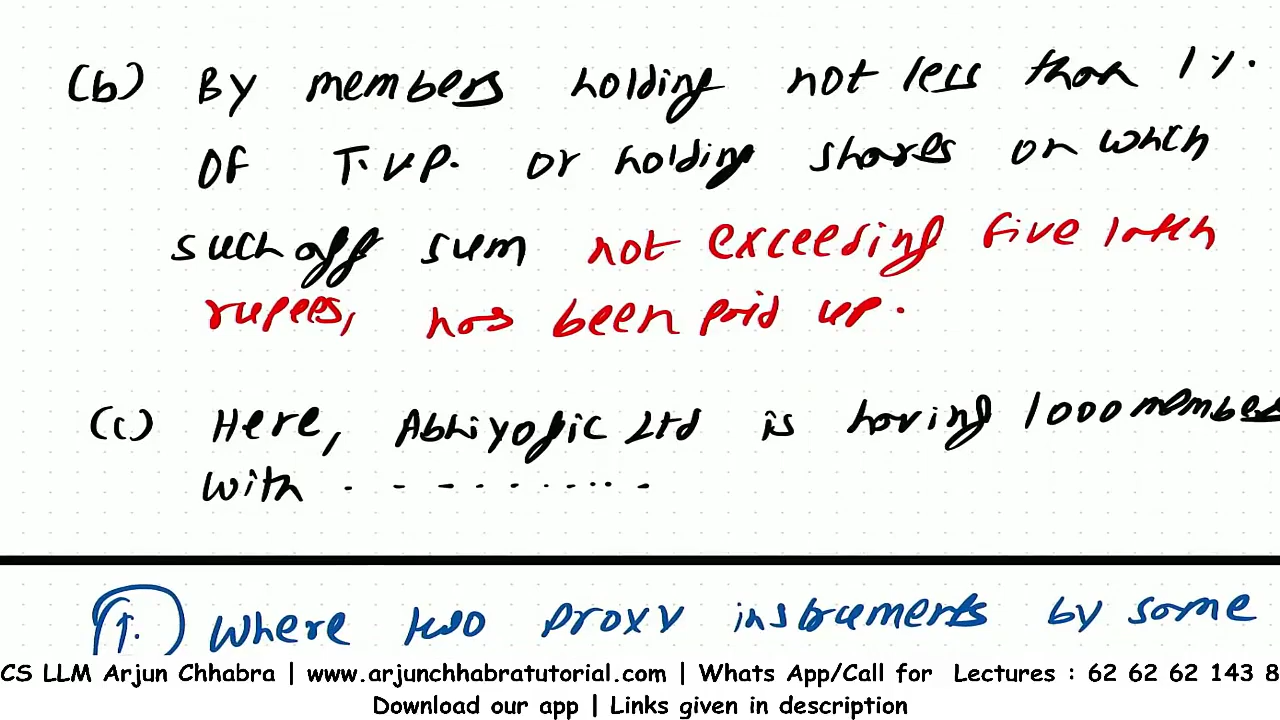 (b) By members holding not less than 1%.
Of T.V.P. or holding shares on which
such off sum not exceeding five lakh
rupees, has been paid up.
(c) Here, Abhiyogic Ltd is having 1000 members
with - - - - - - - - - -
1. Where two proxy instruments by some
CS LLM Arjun Chhabra | www.arjunchhabratutorial.com | Whats App/Call for Lectures : 62 62 62 143 8
Download our app | Links given in description